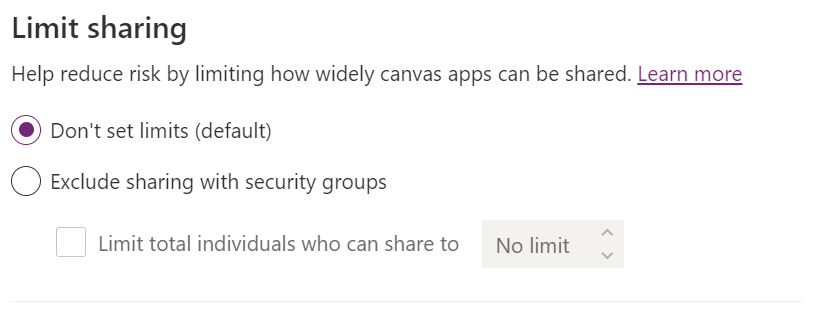 Limit sharing
Help reduce risk by limiting how widely canvas apps can be shared. Learn more
Don't set limits (default)
Exclude sharing with security groups
Limit total individuals who can share to No limit